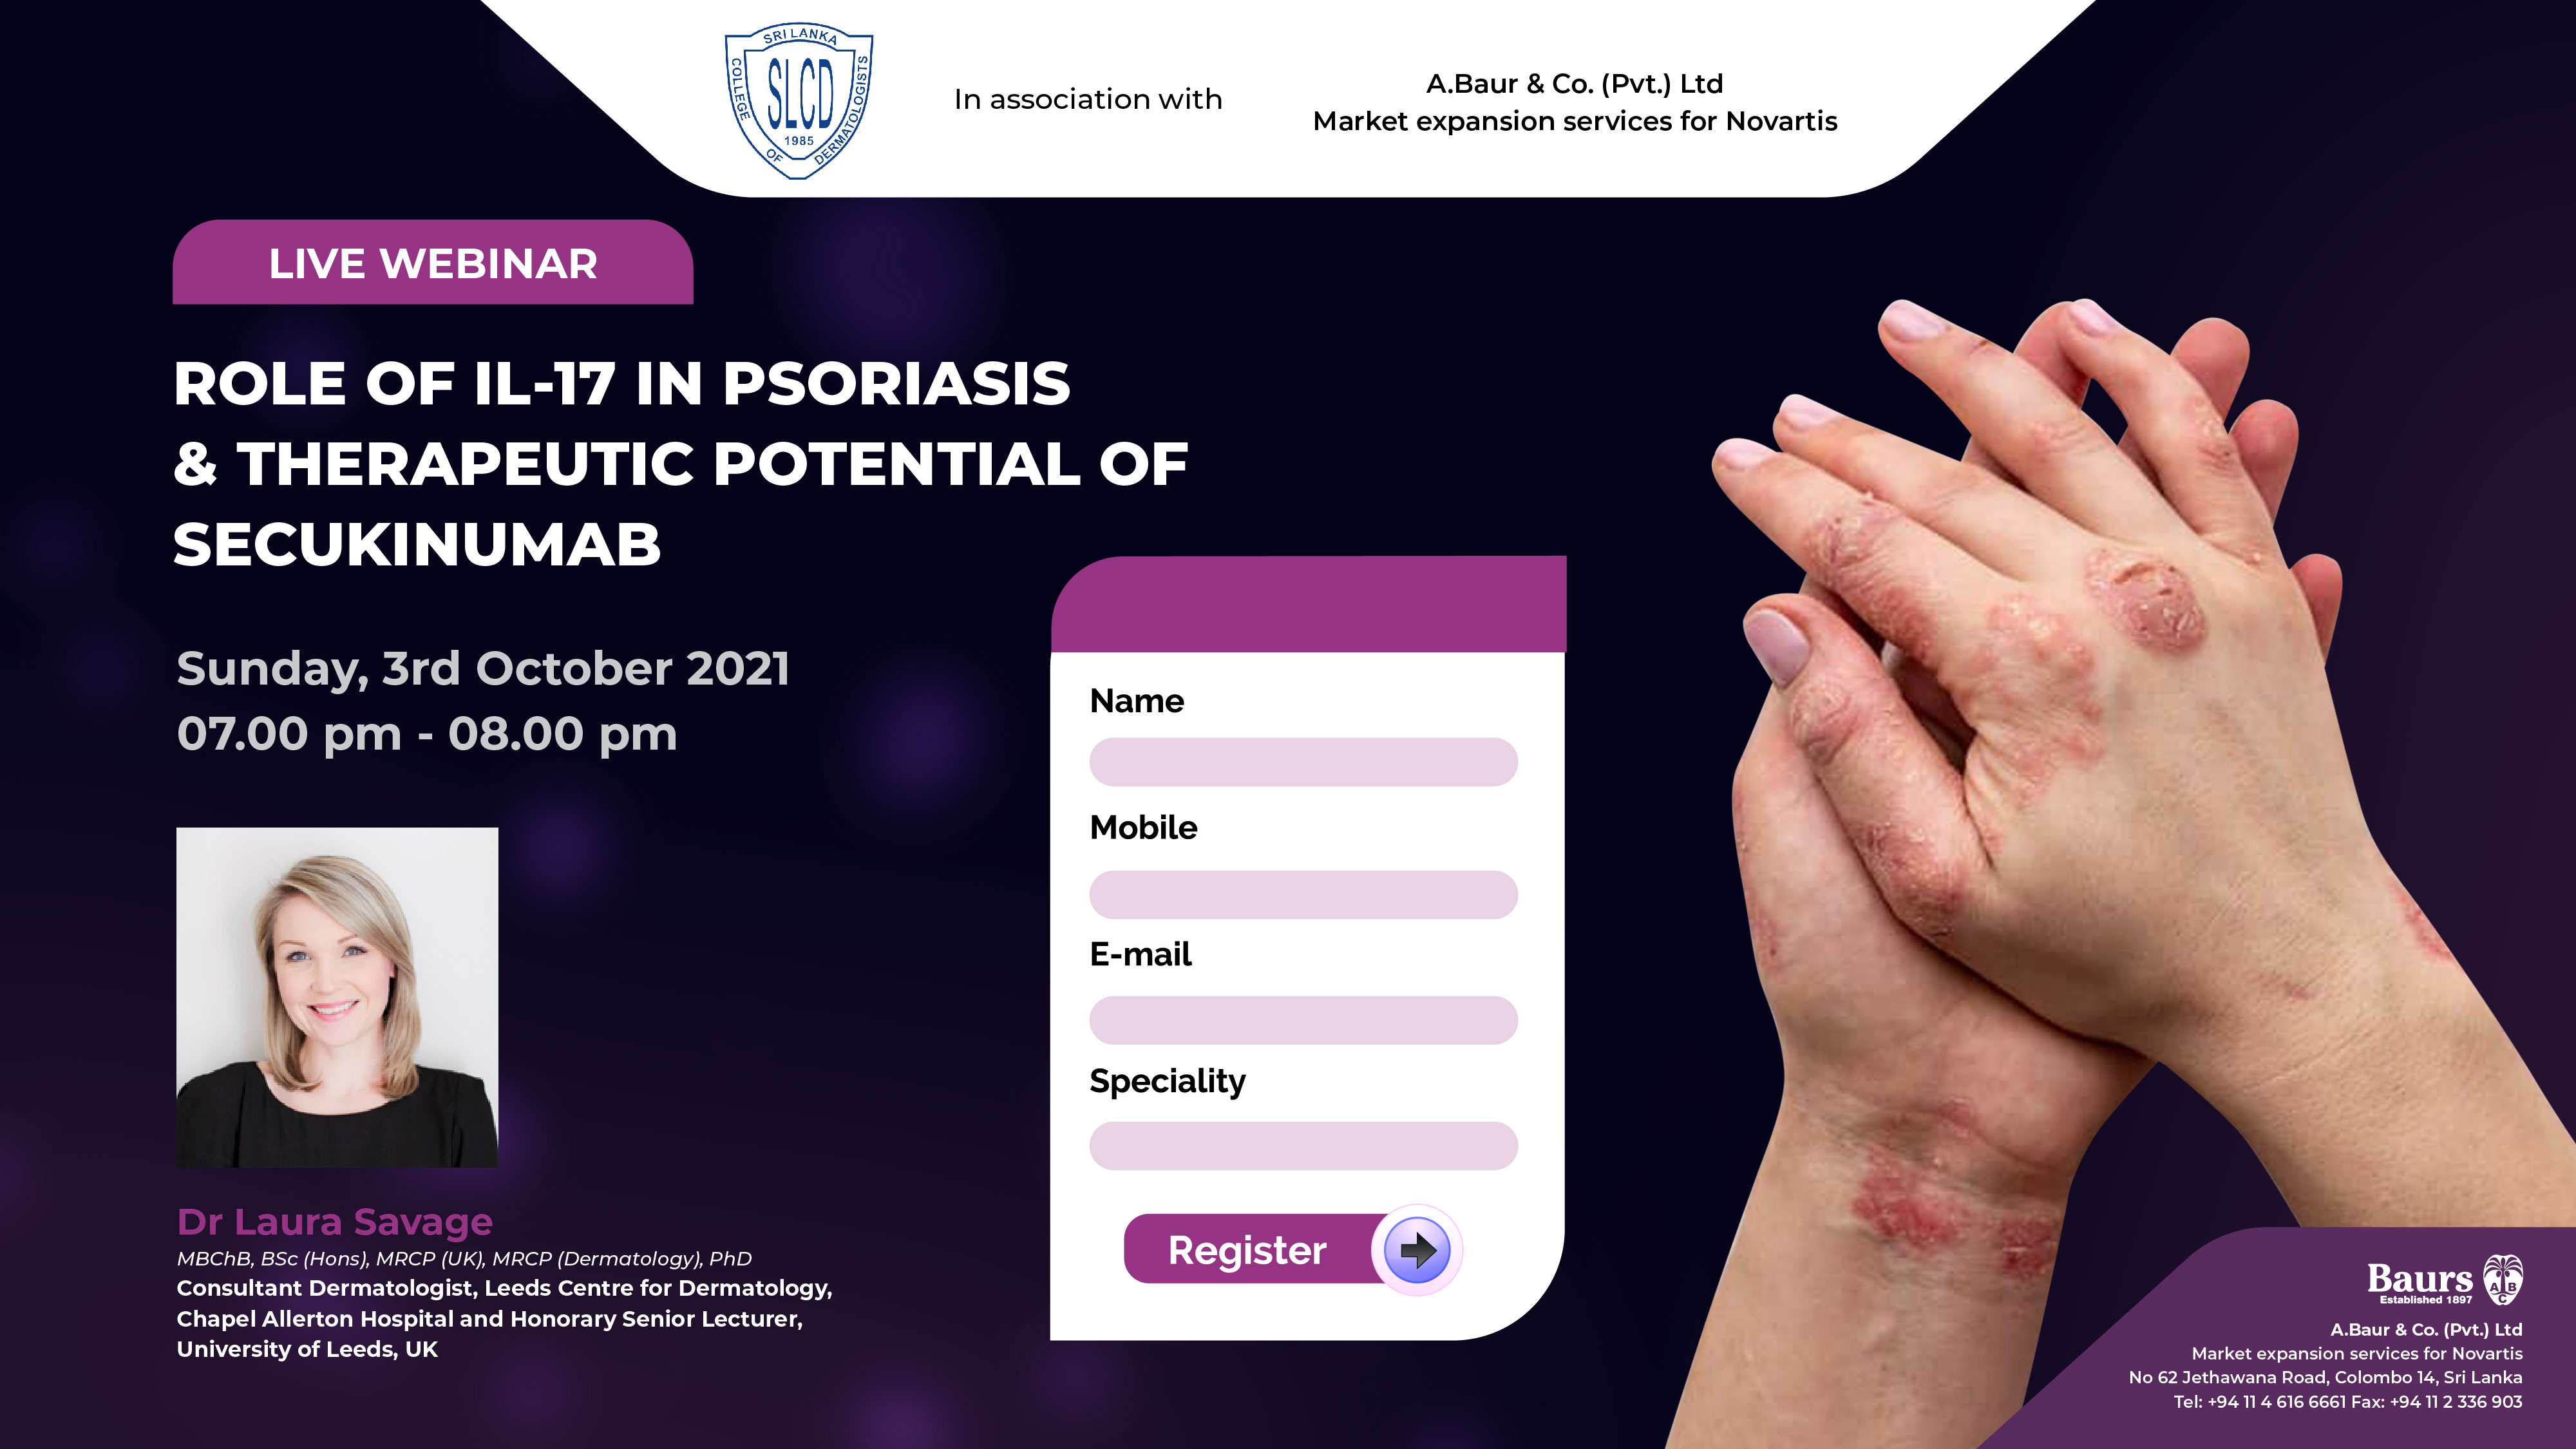 SRI LANKA
COLLEGE
OF
DERMATOLOGISTS
SLCD
1985
In association with
A.Baur & Co. (Pvt.) Ltd
Market expansion services for Novartis
LIVE WEBINAR
ROLE OF IL-17 IN PSORIASIS
& THERAPEUTIC POTENTIAL OF
SECUKINUMAB
Sunday, 3rd October 2021
07.00 pm - 08.00 pm
Dr Laura Savage
MBChB, BSc (Hons), MRCP (UK), MRCP (Dermatology), PhD
Consultant Dermatologist, Leeds Centre for Dermatology,
Chapel Allerton Hospital and Honorary Senior Lecturer,
University of Leeds, UK
Name
Mobile
E-mail
Speciality
Register
Baurs
Established 1897
A B
C
A.Baur & Co. (Pvt.) Ltd
Market expansion services for Novartis
No 62 Jethawana Road, Colombo 14, Sri Lanka
Tel: +94 11 4 616 6661 Fax: +94 11 2 336 903